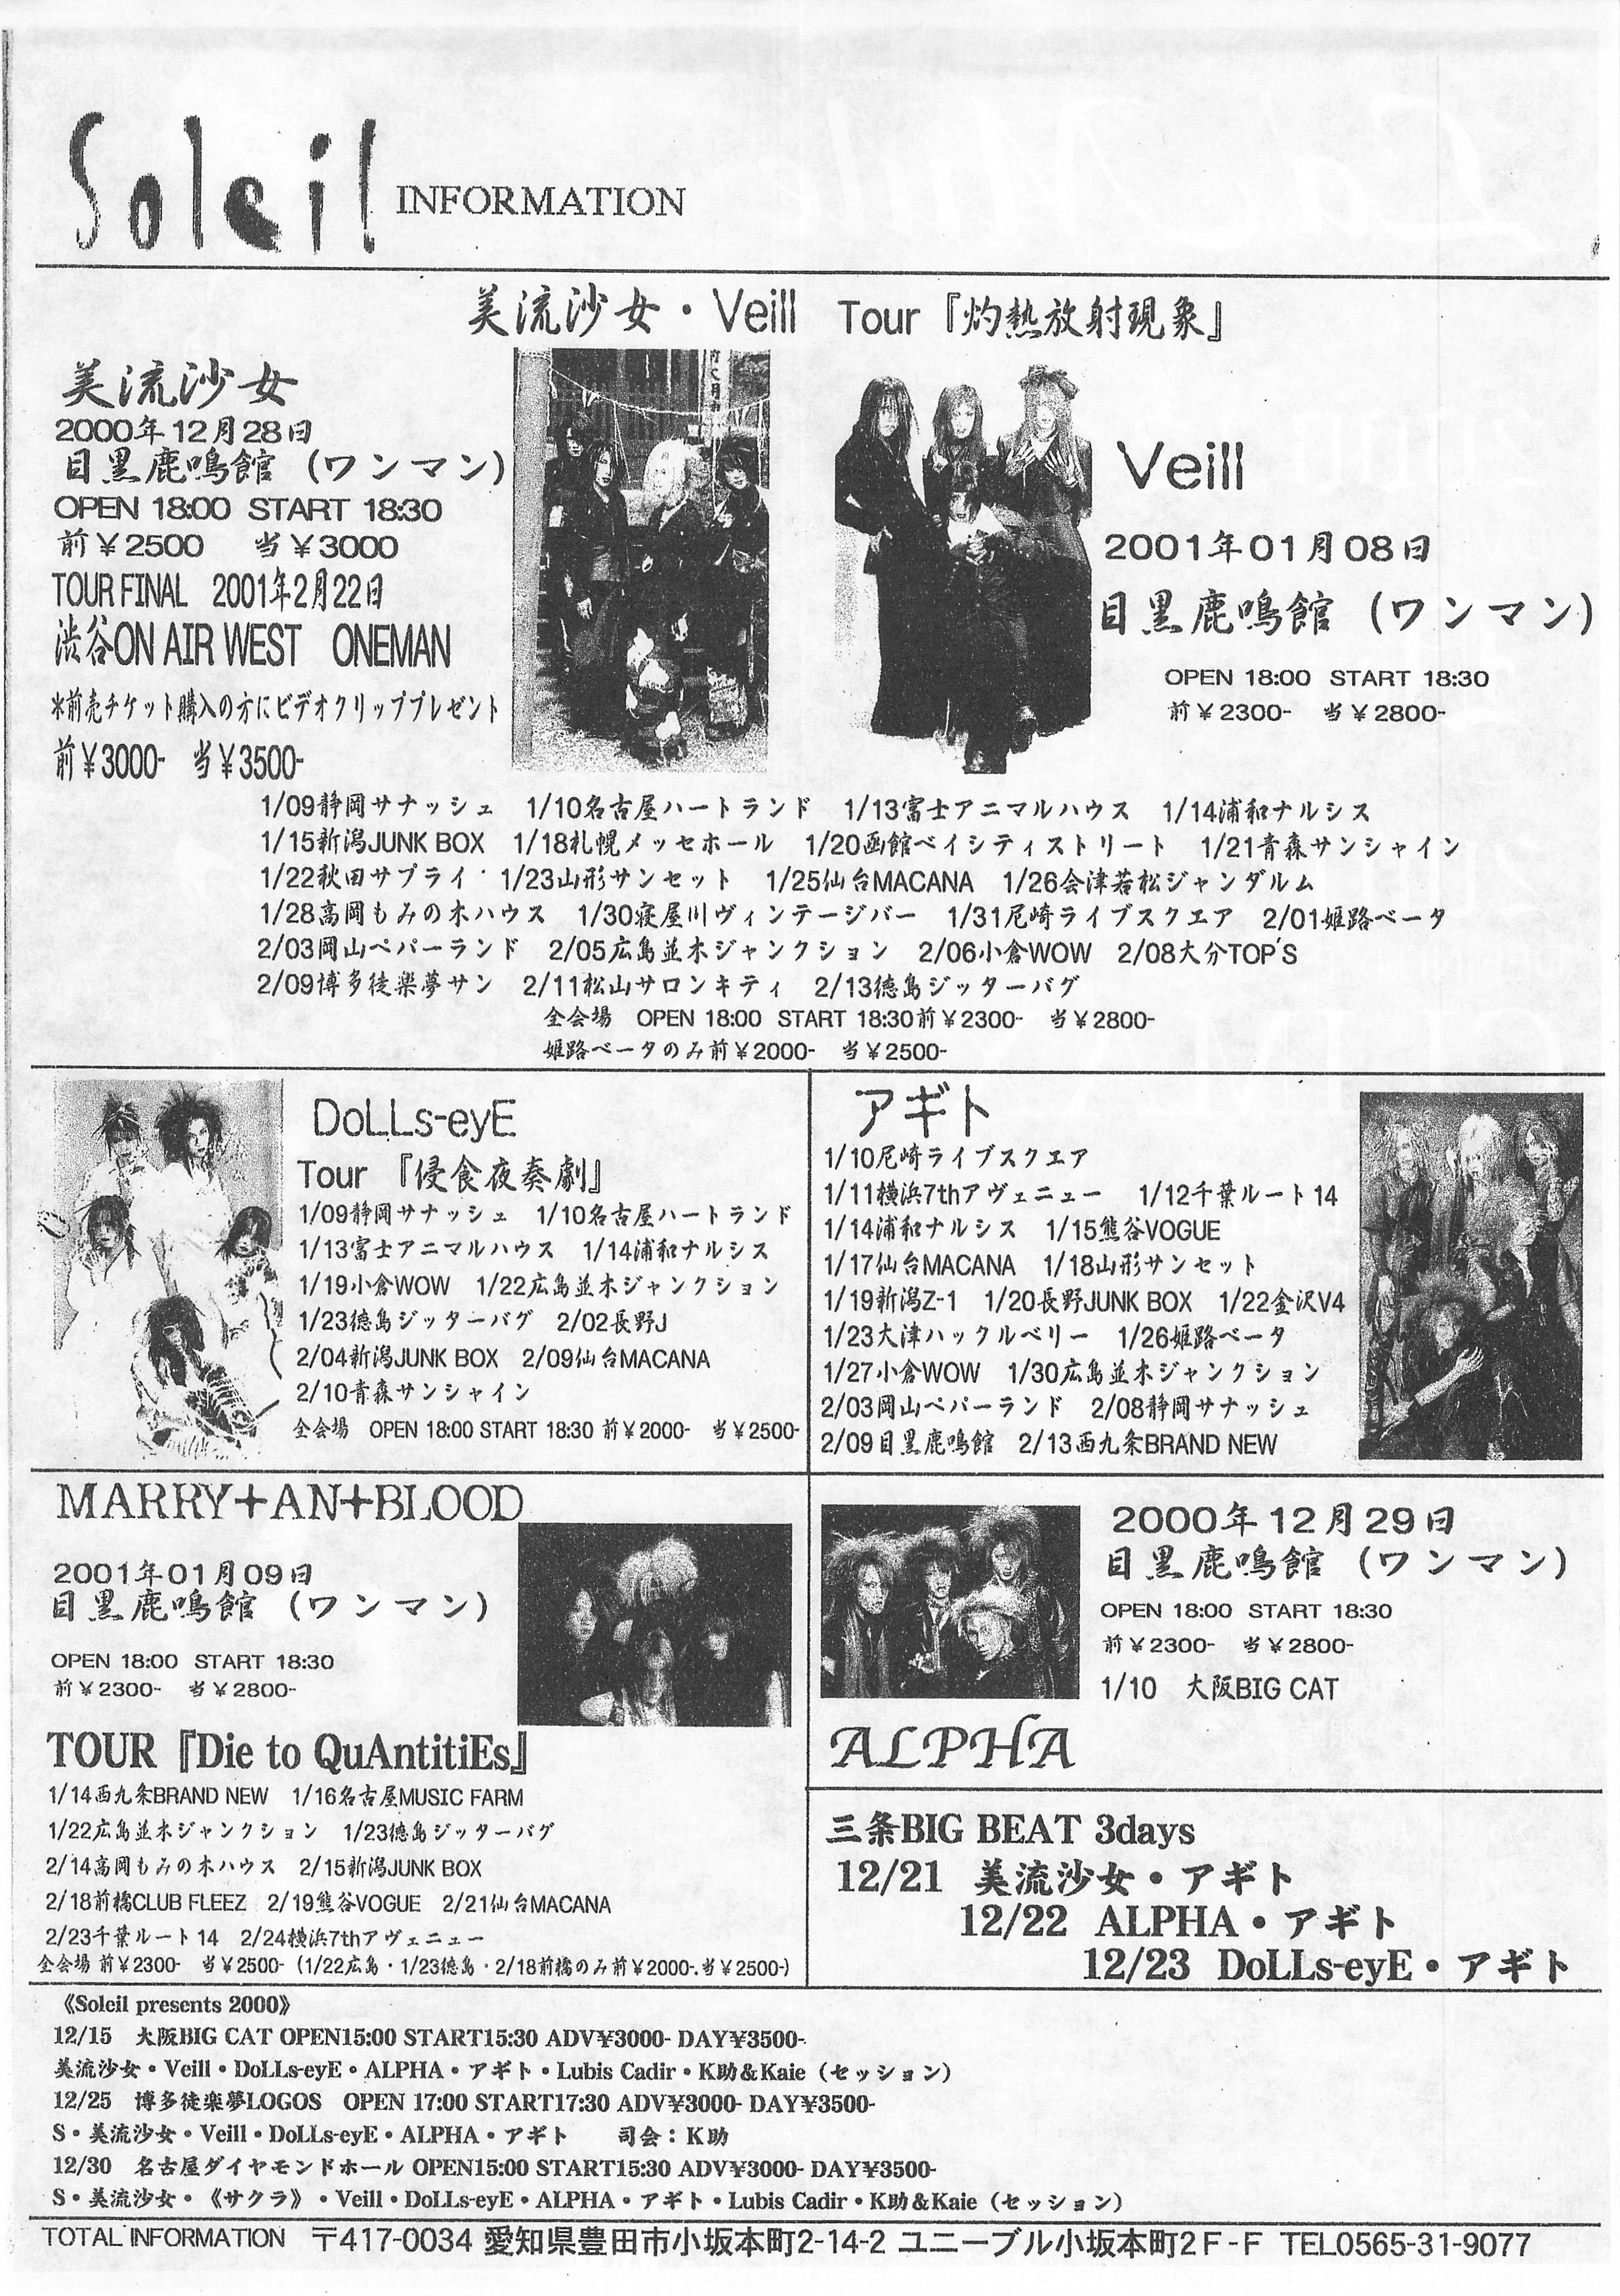 Soleil INFORMATION
美流沙女・Veill Tour『灼熱放射現象』
美流沙女
2000年12月28日
目黒鹿鳴館(ワンマン)
OPEN 18:00 START 18:30
前¥2500 当¥3000
TOUR FINAL 2001年2月22日
渋谷ON AIR WEST ONEMAN
*前売チケット購入の方にビデオクリッププレゼント
前¥3000- 当¥3500-
Veill
2001年01月08日
目黒鹿鳴館(ワンマン)
OPEN 18:00 START 18:30
前¥2300- 当¥2800-
1/09静岡サナッシュ 1/10名古屋ハートランド 1/13富士アニマルハウス 1/14浦和ナルシス
1/15新潟JUNK BOX 1/18札幌メッセホール 1/20函館ベイシティストリート 1/21青森サンシャイン
1/22秋田サプライ 1/23山形サンセット 1/25仙台MACANA 1/26会津若松ジャンダルム
1/28高岡もみの木ハウス 1/30寝屋川ヴィンテージバー 1/31尼崎ライブスクエア 2/01姫路ベータ
2/03岡山ペパーランド 2/05広島並木ジャンクション 2/06小倉WOW 2/08大分TOP'S
2/09博多徒楽夢サン 2/11松山サロンキティ 2/13徳島ジッターバグ
全会場 OPEN 18:00 START 18:30前¥2300- 当¥2800-
姫路ベータのみ前¥2000- 当¥2500-
DoLLs-eyE
Tour 『侵食夜奏劇』
1/09静岡サナッシュ 1/10名古屋ハートランド
1/13富士アニマルハウス 1/14浦和ナルシス
1/19小倉WOW 1/22広島並木ジャンクション
1/23徳島ジッターバグ 2/02長野J
2/04新潟JUNK BOX 2/09仙台MACANA
2/10青森サンシャイン
全会場 OPEN 18:00 START 18:30 前¥2000- 当¥2500-
アギト
1/10尼崎ライブスクエア
1/11横浜7thアヴェニュー 1/12千葉ルート14
1/14浦和ナルシス 1/15熊谷VOGUE
1/17仙台MACANA 1/18山形サンセット
1/19新潟Z-1 1/20長野JUNK BOX 1/22金沢V4
1/23大津ハックルベリー 1/26姫路ベータ
1/27小倉WOW 1/30広島並木ジャンクション
2/03岡山ペパーランド 2/08静岡サナッシュ
2/09目黒鹿鳴館 2/13西九条BRAND NEW
MARRY+AN+BLOOD
2001年01月09日
目黒鹿鳴館(ワンマン)
OPEN 18:00 START 18:30
前¥2300- 当¥2800-
TOUR『Die to QuAntitiEs』
1/14西九条BRAND NEW 1/16名古屋MUSIC FARM
1/22広島並木ジャンクション 1/23徳島ジッターバグ
2/14高岡もみの木ハウス 2/15新潟JUNK BOX
2/18前橋CLUB FLEEZ 2/19熊谷VOGUE 2/21仙台MACANA
2/23千葉ルート14 2/24横浜7thアヴェニュー
全会場 前¥2300- 当¥2500- (1/22広島・1/23徳島・2/18前橋のみ前¥2000-.当¥2500-)
2000年12月29日
目黒鹿鳴館(ワンマン)
OPEN 18:00 START 18:30
前¥2300- 当¥2800-
1/10 大阪BIG CAT
ALPHA
三条BIG BEAT 3days
12/21 美流沙女・アギト
12/22 ALPHA・アギト
12/23 DoLLs-eyE・アギト
《Soleil presents 2000》
12/15 大阪BIG CAT OPEN15:00 START15:30 ADV¥3000- DAY¥3500-
美流沙女・Veill・DoLLs-eyE・ALPHA・アギト・Lubis Cadir・K助&Kaie(セッション)
12/25 博多徒楽夢LOGOS OPEN 17:00 START17:30 ADV¥3000- DAY¥3500-
S・美流沙女・Veill・DoLLs-eyE・ALPHA・アギト 司会:K助
12/30 名古屋ダイヤモンドホール OPEN15:00 START15:30 ADV¥3000- DAY¥3500-
S・美流沙女・《サクラ》・Veill・DoLLs-eyE・ALPHA・アギト・Lubis Cadir・K助&Kaie(セッション)
TOTAL INFORMATION 〒417-0034 愛知県豊田市小坂本町2-14-2 ユニーブル小坂本町2F-F TEL0565-31-9077